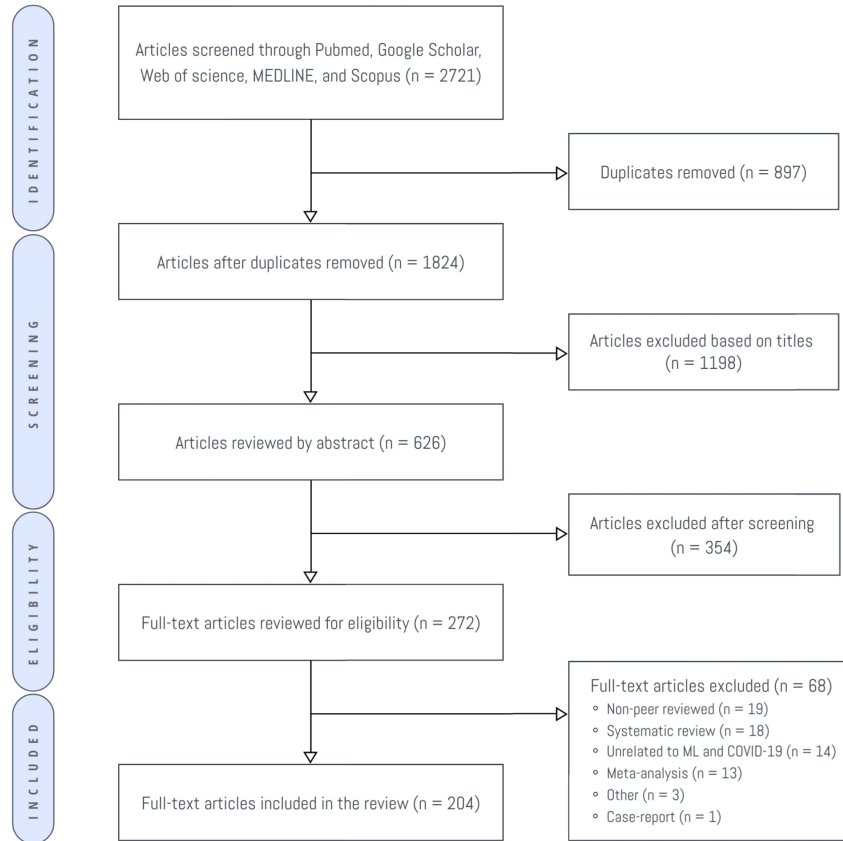 IDENTIFICATION
Articles screened through Pubmed, Google Scholar,
Web of science, MEDLINE, and Scopus (n = 2721)
Duplicates removed (n = 897)
SCREENING
Articles after duplicates removed (n = 1824)
Articles excluded based on titles
(n = 1198)
Articles reviewed by abstract (n = 626)
Articles excluded after screening
(n = 354)
ELIGIBILITY
Full-text articles reviewed for eligibility (n = 272)
Full-text articles excluded (n = 68)
◦ Non-peer reviewed (n = 19)
◦ Systematic review (n = 18)
◦ Unrelated to ML and COVID-19 (n = 14)
◦ Meta-analysis (n = 13)
◦ Other (n = 3)
◦ Case-report (n = 1)
INCLUDED
Full-text articles included in the review (n = 204)